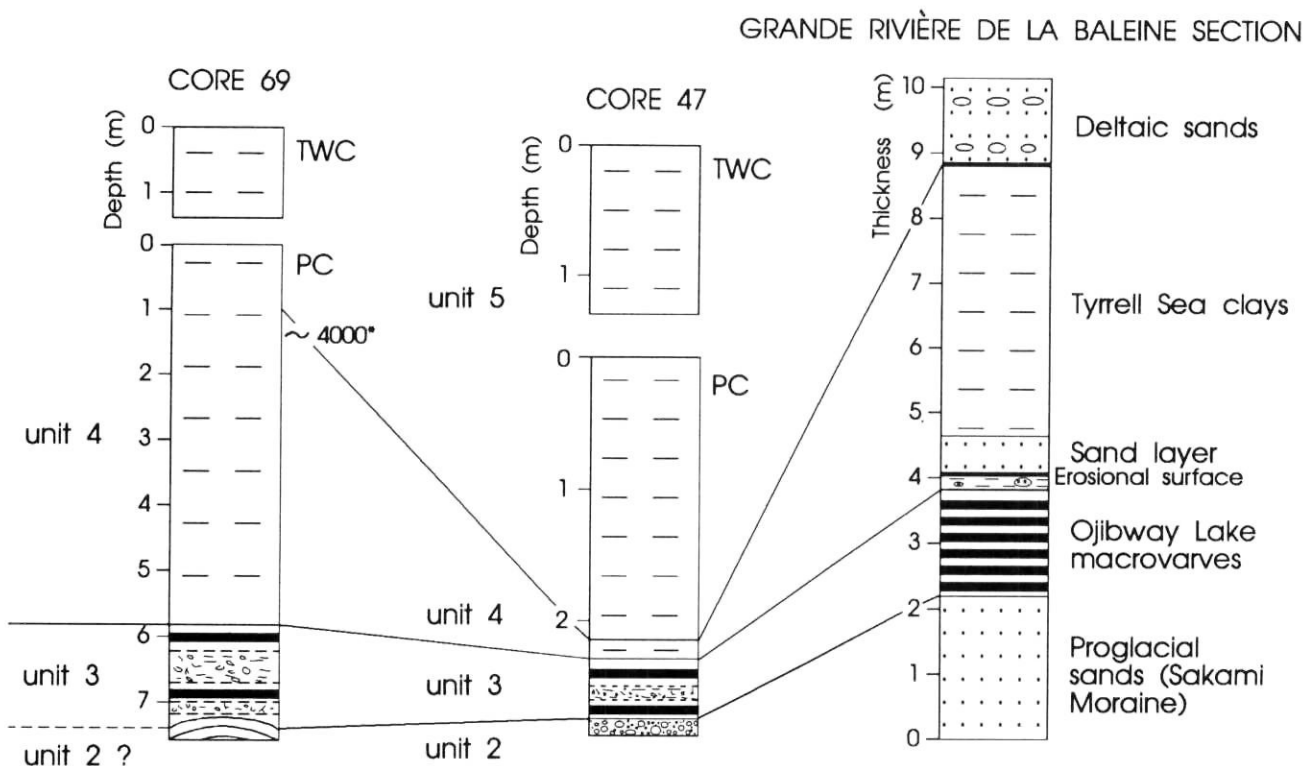 GRANDE RIVIÈRE DE LA BALEINE SECTION
CORE 69
Depth (m)
0
1
TWC
0
1
2
3
4
5
6
7
PC
~ 4000*
unit 4
unit 3
unit 2 ?
CORE 47
Depth (m)
0
1
TWC
unit 5
0
1
2
PC
unit 4
unit 3
unit 2
Thickness (m)
10
9
8
7
6
5
4
3
2
1
0
Deltaic sands
Tyrrell Sea clays
Sand layer
Erosional surface
Ojibway Lake
macrovarves
Proglacial
sands (Sakami
Moraine)